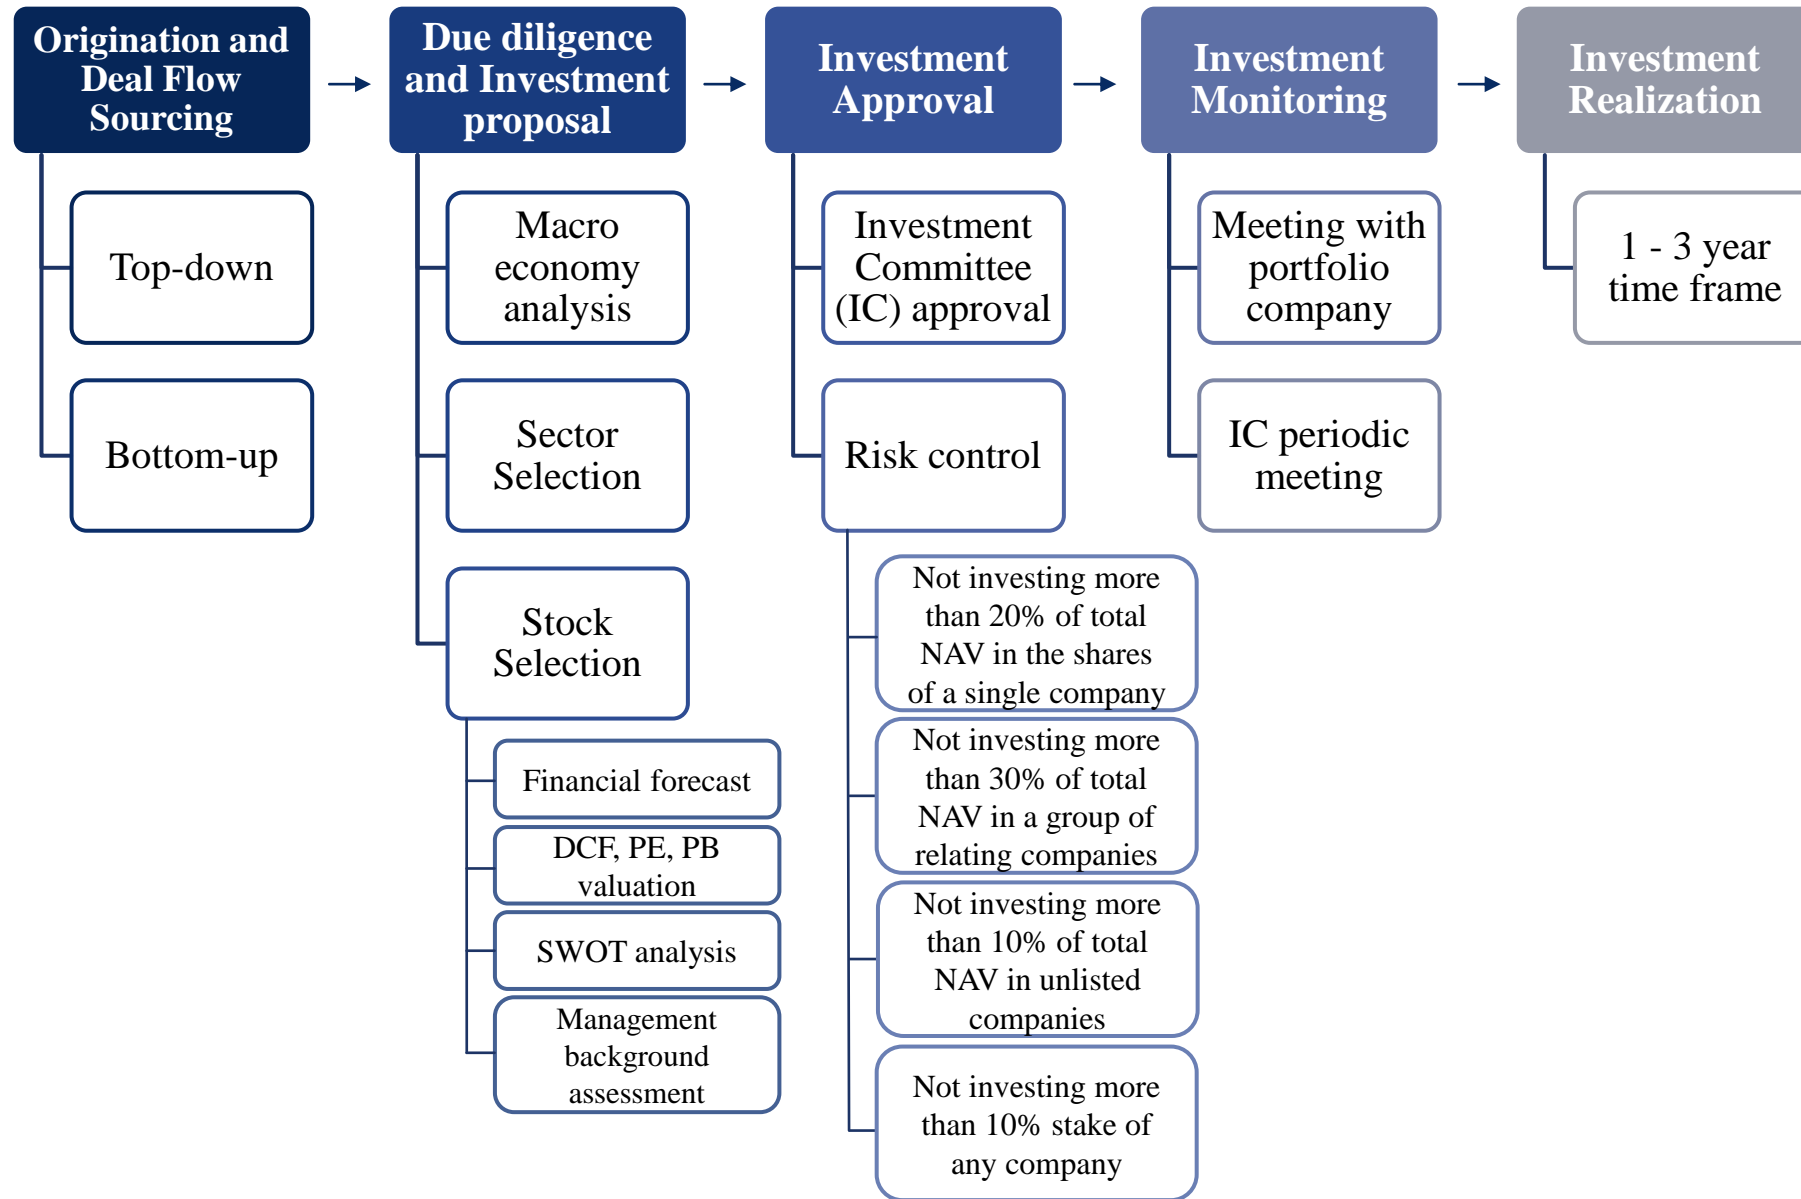 Origination and
Deal Flow
Sourcing
Top-down
Bottom-up
Due diligence
and Investment
proposal
Macro
economy
analysis
Sector
Selection
Stock
Selection
Financial forecast
DCF, PE, PB
valuation
SWOT analysis
Management
background
assessment
Investment
Approval
Investment
Committee
(IC) approval
Risk control
Not investing more
than 20% of total
NAV in the shares
of a single company
Not investing more
than 30% of total
NAV in a group of
relating companies
Not investing more
than 10% of total
NAV in unlisted
companies
Not investing more
than 10% stake of
any company
Investment
Monitoring
Meeting with
portfolio
company
IC periodic
meeting
Investment
Realization
1 - 3 year
time frame